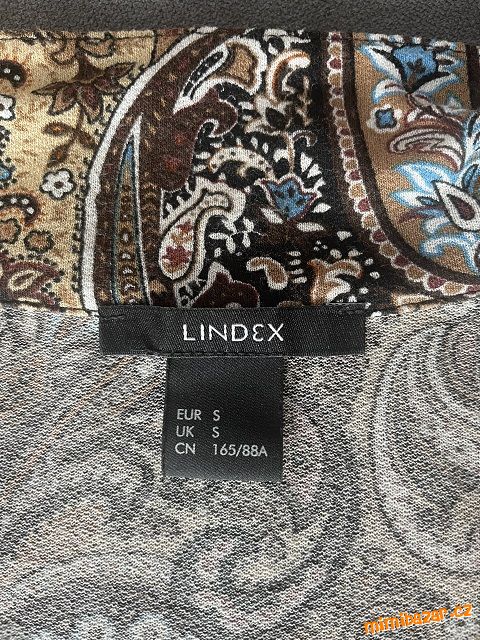 LINDEX
EUR S
UK S
CN 165/88A
mimibazar.cz